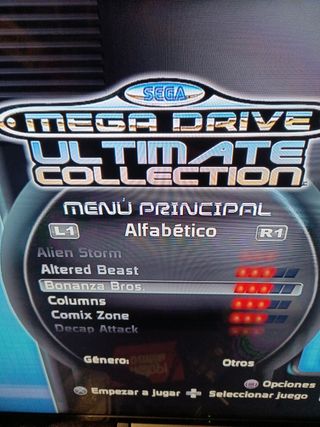 SEGA
MEGA DRIVE
ULTIMATE
COLLECTION
MENÚ PRINCIPAL
L1 Alfabético R1
Alien Storm
Altered Beast
Bonanza Bros.
Columns
Comix Zone
Decap Attack
Género: Otros
Opciones
Empezar a jugar Seleccionar juego